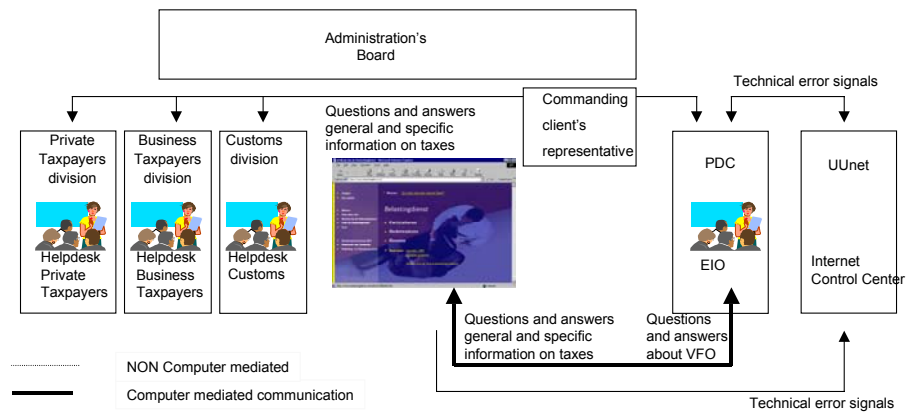 Administration's
Board
Technical error signals
Questions and answers
general and specific
information on taxes
Commanding
client's
representative
Private
Taxpayers
division
Helpdesk
Private
Taxpayers
Business
Taxpayers
division
Helpdesk
Business
Taxpayers
Customs
division
Helpdesk
Customs
Belastingdienst
PDC
EIO
UUnet
Internet
Control Center
Questions and answers
general and specific
information on taxes
Questions
and answers
about VFO
NON Computer mediated
Computer mediated communication
Technical error signals